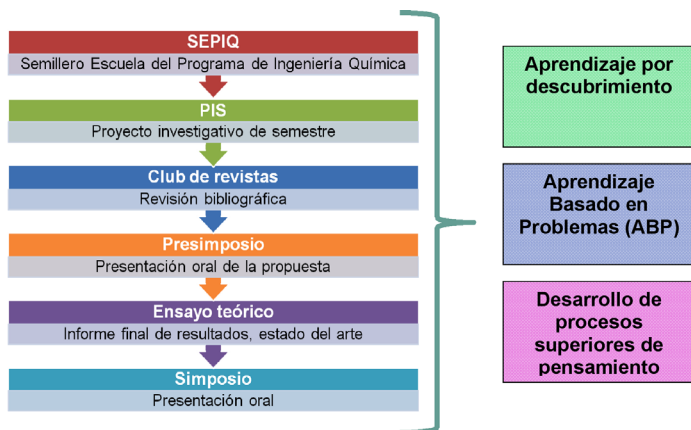 SEPIQ
Semillero Escuela del Programa de Ingeniería Química
PIS
Proyecto investigativo de semestre
Club de revistas
Revisión bibliográfica
Presimposio
Presentación oral de la propuesta
Ensayo teórico
Informe final de resultados, estado del arte
Simposio
Presentación oral
Aprendizaje por
descubrimiento
Aprendizaje
Basado en
Problemas (ABP)
Desarrollo de
procesos
superiores de
pensamiento